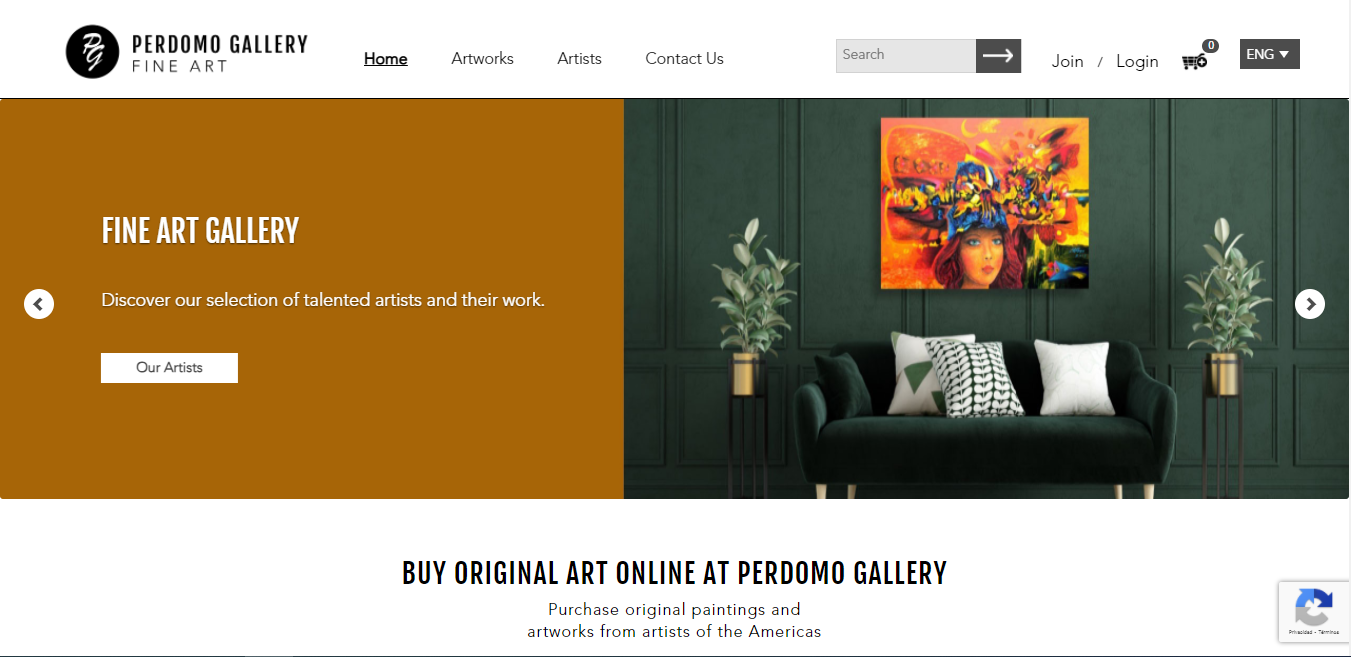 PG
PERDOMO GALLERY
FINE ART
Home
Artworks
Artists
Contact Us
Search
Join / Login
0
ENG
FINE ART GALLERY
Discover our selection of talented artists and their work.
Our Artists
BUY ORIGINAL ART ONLINE AT PERDOMO GALLERY
Purchase original paintings and
artworks from artists of the Americas
Privacidad - Términos